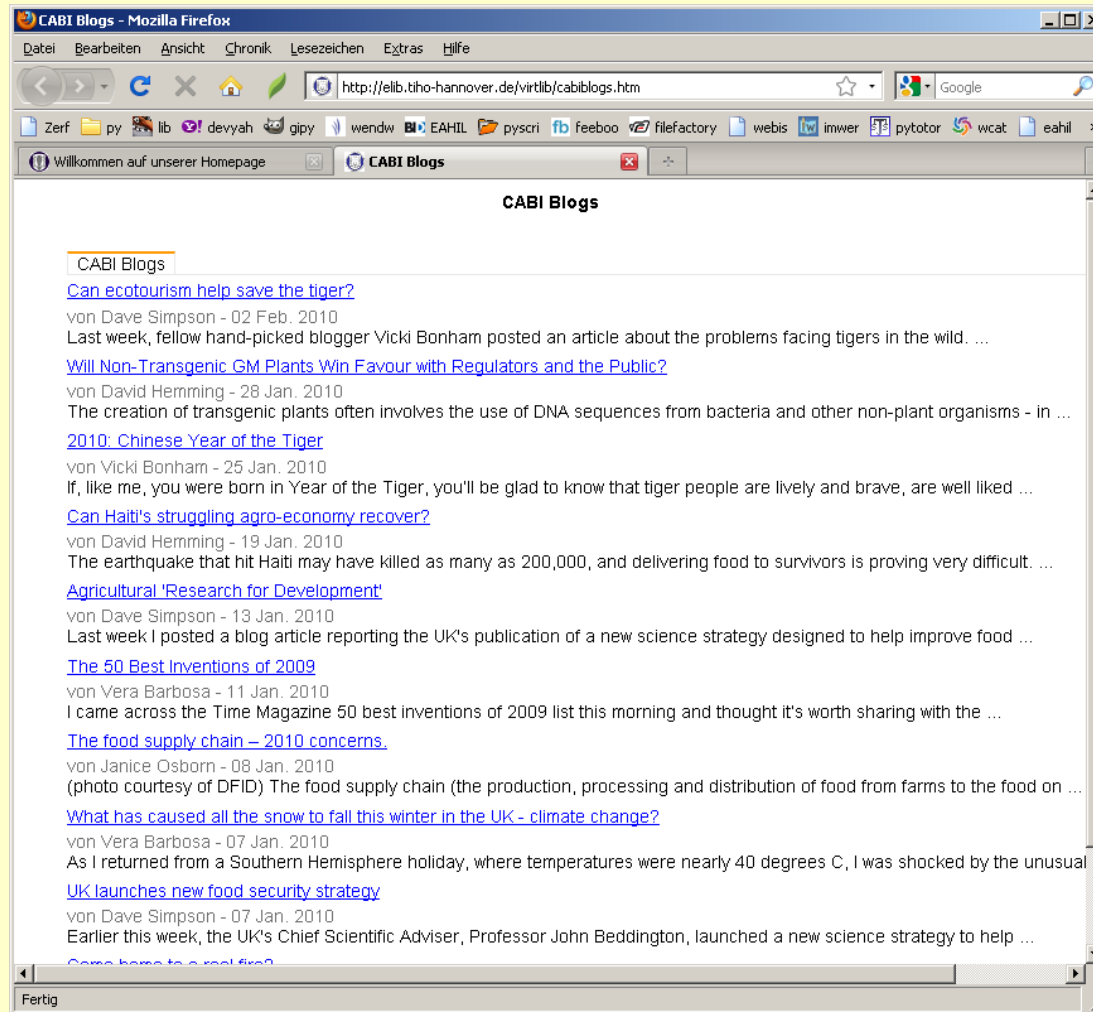 CABI Blogs - Mozilla Firefox
Datei Bearbeiten Ansicht Chronik Lesezeichen Extras Hilfe
http://elib.tiho-hannover.de/virtlib/cabiblogs.htm Google
Zerf py lib devyah gipy wendw EAHIL pyscri feeboo filefactory webis imwer pytotor wcat eahil »
Willkommen auf unserer Homepage CABI Blogs
CABI Blogs
CABI Blogs
Can ecotourism help save the tiger?
von Dave Simpson - 02 Feb. 2010
Last week, fellow hand-picked blogger Vicki Bonham posted an article about the problems facing tigers in the wild. ...
Will Non-Transgenic GM Plants Win Favour with Regulators and the Public?
von David Hemming - 28 Jan. 2010
The creation of transgenic plants often involves the use of DNA sequences from bacteria and other non-plant organisms - in ...
2010: Chinese Year of the Tiger
von Vicki Bonham - 25 Jan. 2010
If, like me, you were born in Year of the Tiger, you'll be glad to know that tiger people are lively and brave, are well liked ...
Can Haiti's struggling agro-economy recover?
von David Hemming - 19 Jan. 2010
The earthquake that hit Haiti may have killed as many as 200,000, and delivering food to survivors is proving very difficult. ...
Agricultural 'Research for Development'
von Dave Simpson - 13 Jan. 2010
Last week I posted a blog article reporting the UK's publication of a new science strategy designed to help improve food ...
The 50 Best Inventions of 2009
von Vera Barbosa - 11 Jan. 2010
I came across the Time Magazine 50 best inventions of 2009 list this morning and thought it's worth sharing with the ...
The food supply chain – 2010 concerns.
von Janice Osborn - 08 Jan. 2010
(photo courtesy of DFID) The food supply chain (the production, processing and distribution of food from farms to the food on ...
What has caused all the snow to fall this winter in the UK - climate change?
von Vera Barbosa - 07 Jan. 2010
As I returned from a Southern Hemisphere holiday, where temperatures were nearly 40 degrees C, I was shocked by the unusual
UK launches new food security strategy
von Dave Simpson - 07 Jan. 2010
Earlier this week, the UK's Chief Scientific Adviser, Professor John Beddington, launched a new science strategy to help ...
Come home to a real fire?
Fertig